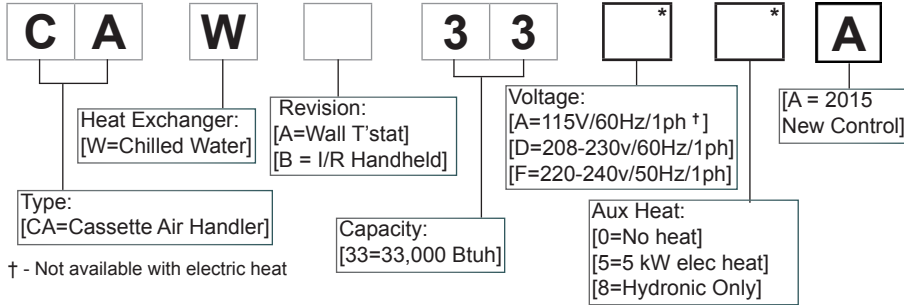 C A W 3 3 * * A
Heat Exchanger:
[W=Chilled Water]
Revision:
[A=Wall T'stat]
[B = I/R Handheld]
Voltage:
[A=115V/60Hz/1ph †]
[D=208-230v/60Hz/1ph]
[F=220-240v/50Hz/1ph]
[A = 2015
New Control]
Type:
[CA=Cassette Air Handler]
Capacity:
[33=33,000 Btuh]
Aux Heat:
[0=No heat]
[5=5 kW elec heat]
[8=Hydronic Only]
† - Not available with electric heat